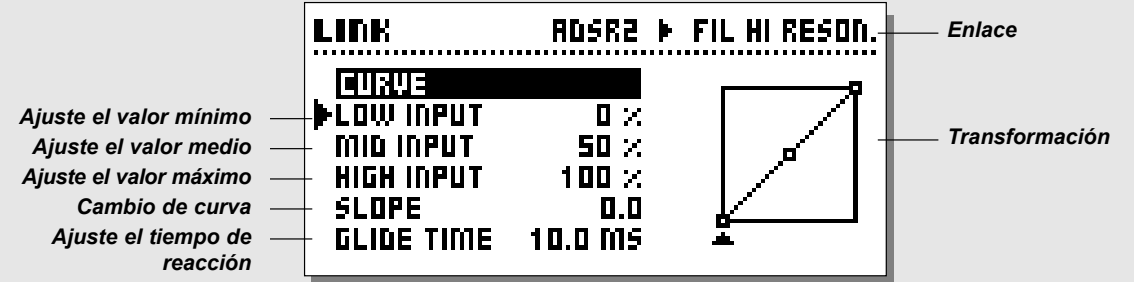 LINK ADSR2 ▶ FIL HI RESON.
Enlace
CURVE
Ajuste el valor mínimo
LOW INPUT 0 %
Ajuste el valor medio
MID INPUT 50 %
Transformación
Ajuste el valor máximo
HIGH INPUT 100 %
Cambio de curva
SLOPE 0.0
Ajuste el tiempo de
reacción
GLIDE TIME 10.0 MS